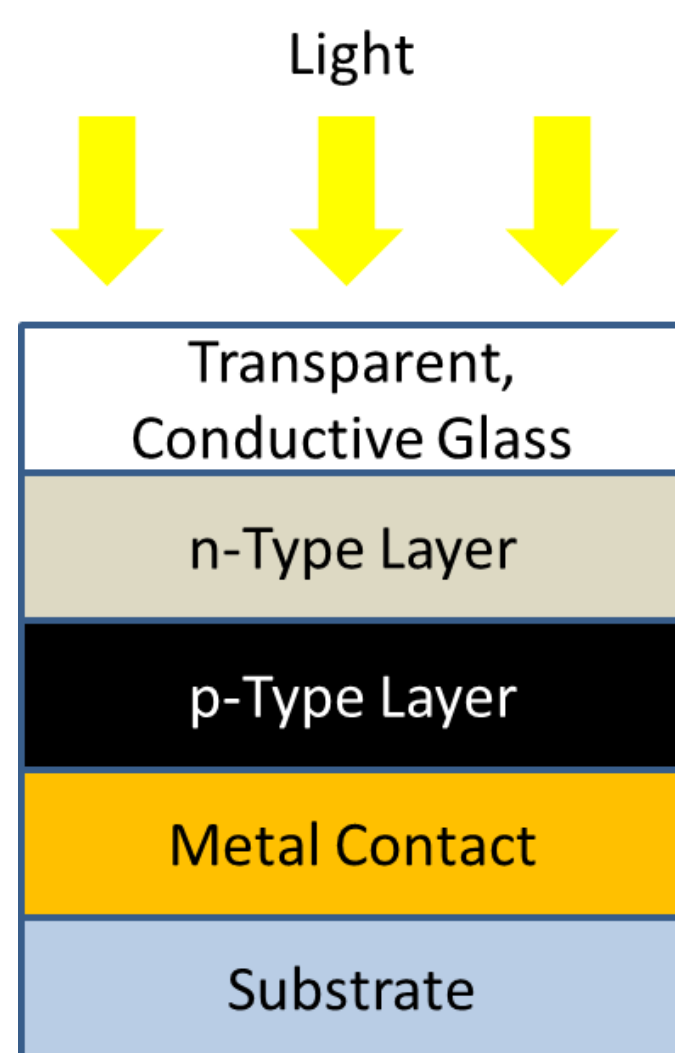 Light
Transparent,
Conductive Glass
n-Type Layer
p-Type Layer
Metal Contact
Substrate